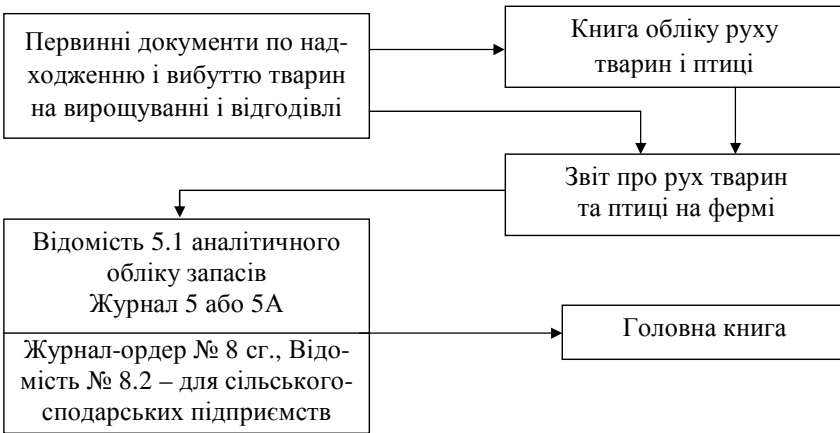 Первинні документи по над-
ходженню і вибуттю тварин
на вирощуванні і відгодівлі
Книга обліку руху
тварин і птиці
Звіт про рух тварин
та птиці на фермі
Відомість 5.1 аналітичного
обліку запасів
Журнал 5 або 5А
Журнал-ордер № 8 сг., Відо-
мість № 8.2 – для сільського-
сподарських підприємств
Головна книга